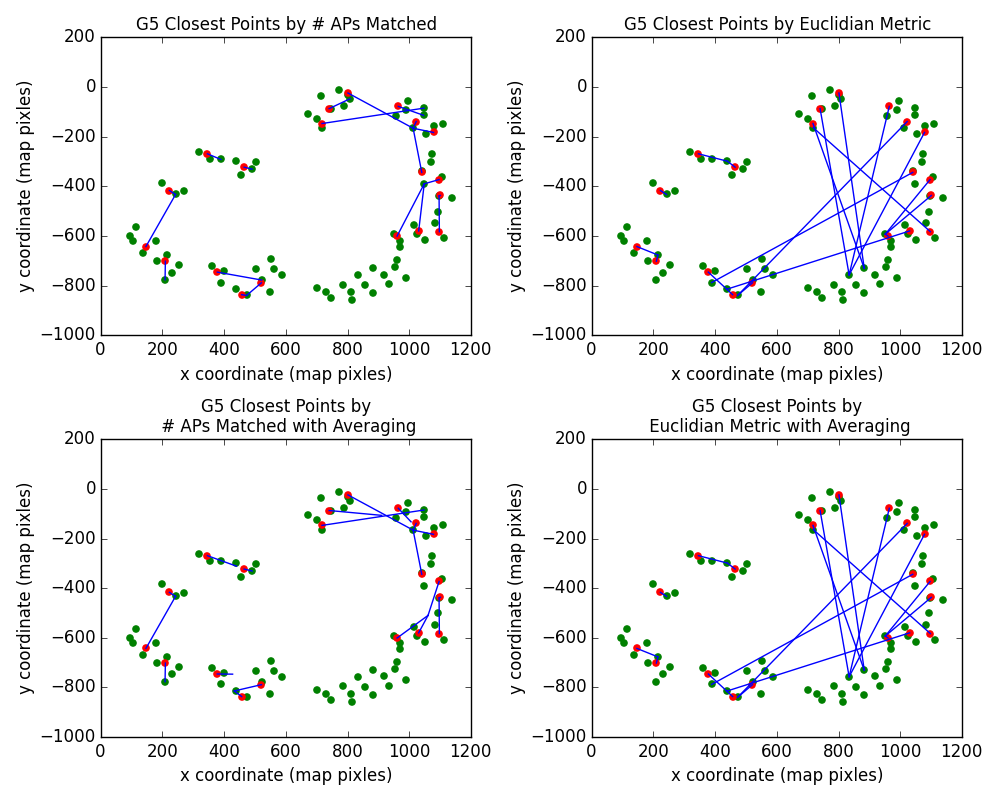 G5 Closest Points by # APs Matched
200
0
−200
−400
−600
−800
−1000
y coordinate (map pixles)
0 200 400 600 800 1000 1200
x coordinate (map pixles)
G5 Closest Points by Euclidian Metric
200
0
−200
−400
−600
−800
−1000
y coordinate (map pixles)
0 200 400 600 800 1000 1200
x coordinate (map pixles)
G5 Closest Points by
# APs Matched with Averaging
200
0
−200
−400
−600
−800
−1000
y coordinate (map pixles)
0 200 400 600 800 1000 1200
x coordinate (map pixles)
G5 Closest Points by
Euclidian Metric with Averaging
200
0
−200
−400
−600
−800
−1000
y coordinate (map pixles)
0 200 400 600 800 1000 1200
x coordinate (map pixles)